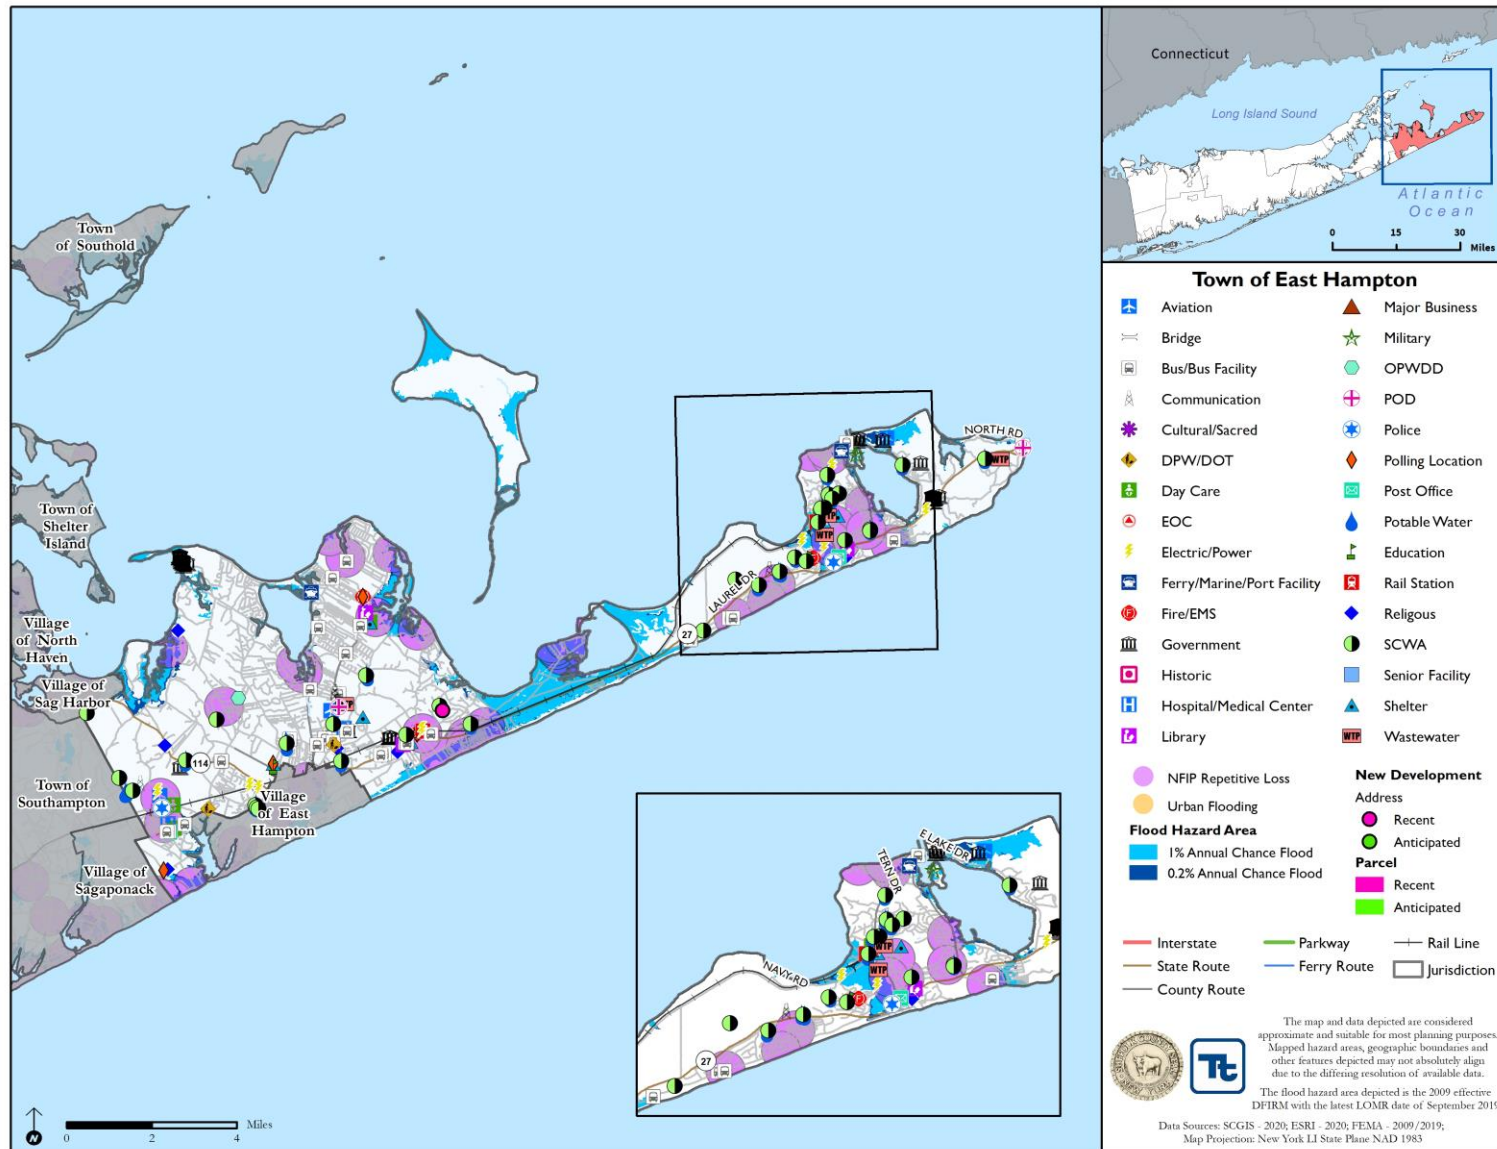 Connecticut
Long Island Sound
Atlantic
Ocean
0 15 30
Miles
Town
of Southold
Town of
Shelter
Island
Village
of North
Haven
Village of
Sag Harbor
Town of
Southampton
Village
of East
Hampton
Village of
Sagaponack
114
WTP
NORTH RD
WTP
WTP
LAUREL DR
27
E LAKE DR
TERN DR
WTP
WTP
NAVY RD
27
N
0 2 4
Miles
Town of East Hampton
Aviation
Bridge
Bus/Bus Facility
Communication
Cultural/Sacred
DPW/DOT
Day Care
EOC
Electric/Power
Ferry/Marine/Port Facility
Fire/EMS
Government
Historic
Hospital/Medical Center
Library
Major Business
Military
OPWDD
POD
Police
Polling Location
Post Office
Potable Water
Education
Rail Station
Religous
SCWA
Senior Facility
Shelter
WTP Wastewater
NFIP Repetitive Loss
Urban Flooding
Flood Hazard Area
1% Annual Chance Flood
0.2% Annual Chance Flood
New Development
Address
Recent
Anticipated
Parcel
Recent
Anticipated
Interstate
State Route
County Route
Parkway
Ferry Route
Rail Line
Jurisdiction
Tt
The map and data depicted are considered
approximate and suitable for most planning purposes.
Mapped hazard areas, geographic boundaries and
other features depicted may not absolutely align
due to the differing resolution of available data.
The flood hazard area depicted is the 2009 effective
DFIRM with the latest LOMR date of September 2019
Data Sources: SCGIS - 2020; ESRI - 2020; FEMA - 2009/2019;
Map Projection: New York LI State Plane NAD 1983